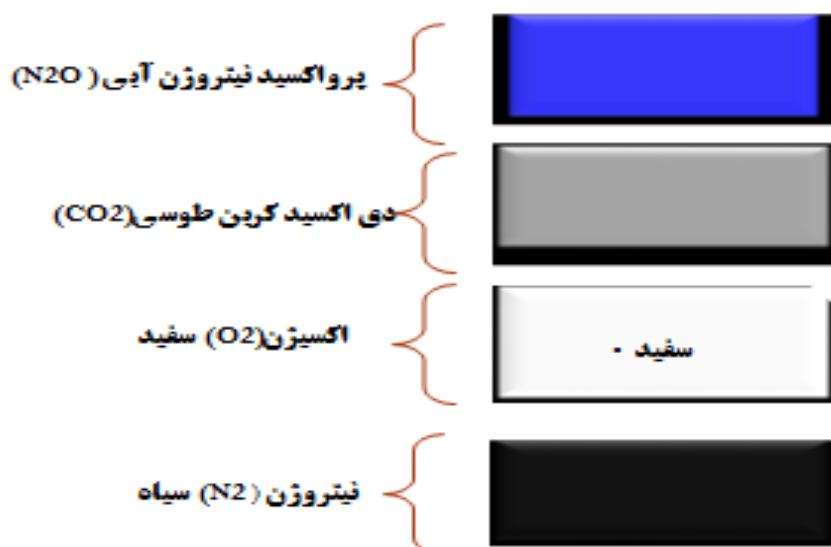 پرواکسید نیتروژن آبی ( N2O)
دی اکسید کربن طوسی(CO2)
اکسیژن(O2) سفید
سفید -
نیتروژن ( N2) سیاه